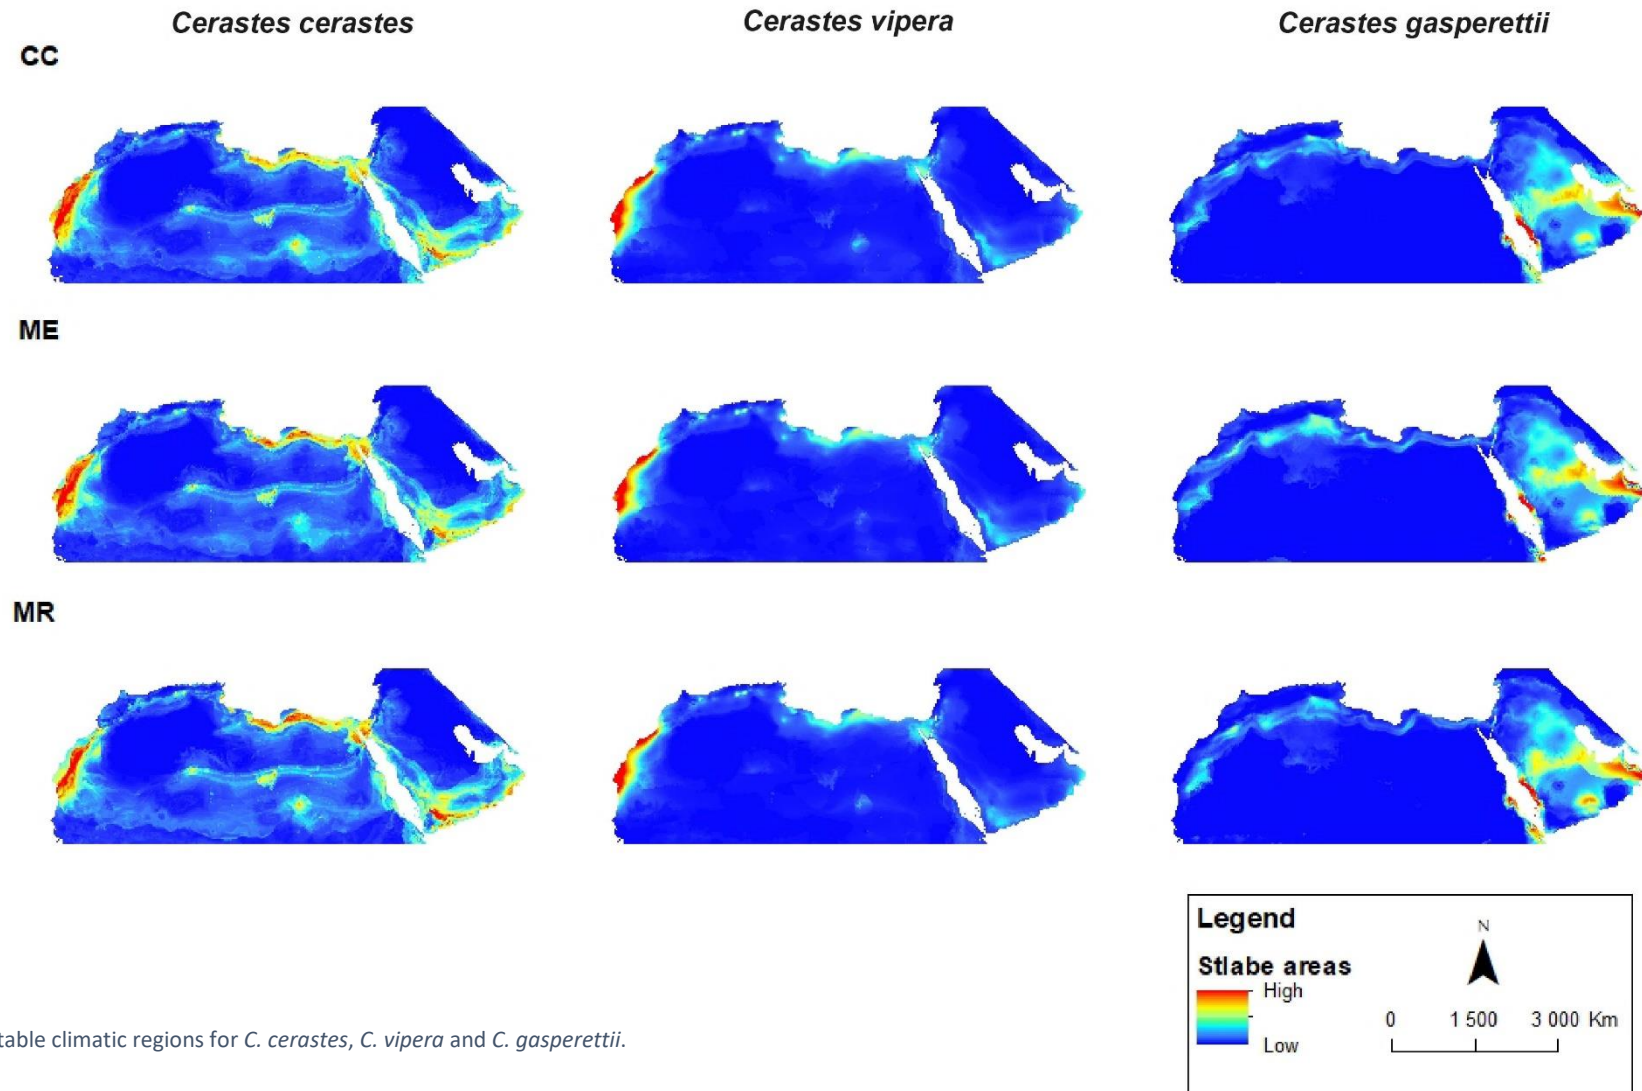 Cerastes cerastes Cerastes vipera Cerastes gasperettii
CC
ME
MR
Legend
N
Stlabe areas
High
Low
0 1 500 3 000 Km
table climatic regions for C. cerastes, C. vipera and C. gasperettii.